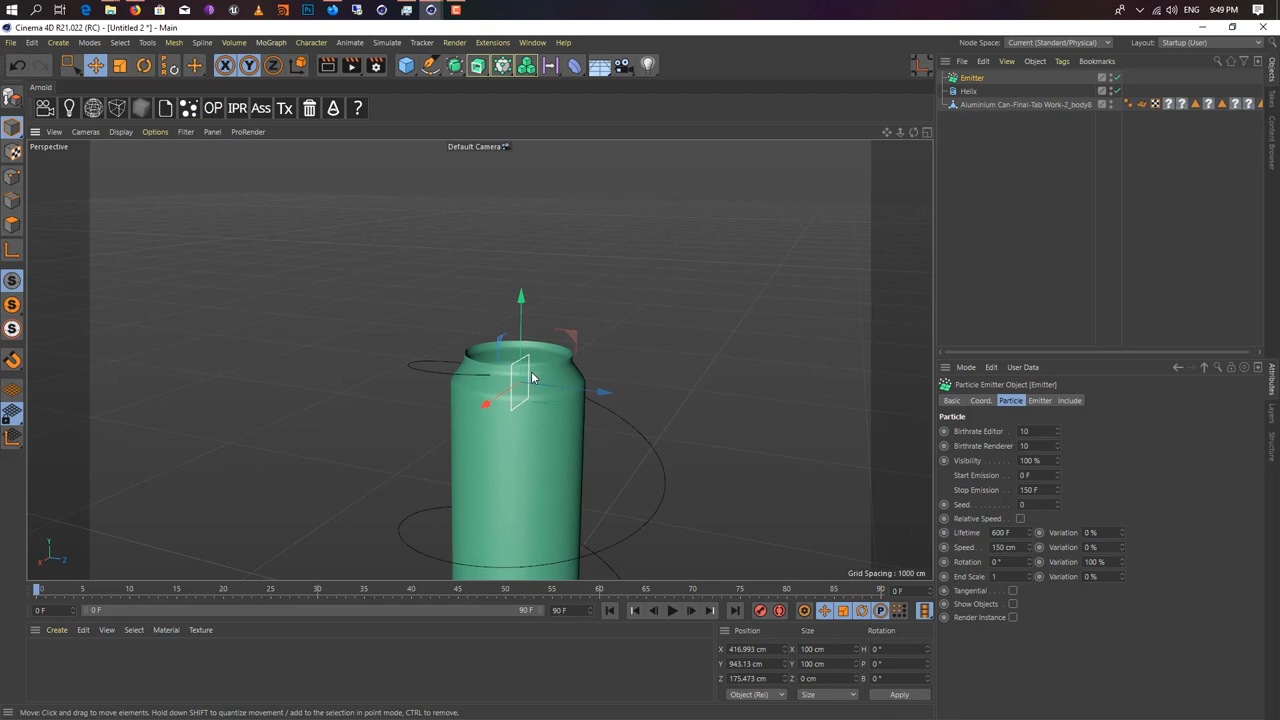 ENG 9:49 PM
Cinema 4D R21.022 (RC) - [Untitled 2 *] - Main
File Edit Create Modes Select Tools Mesh Spline Volume MoGraph Character Animate Simulate Tracker Render Extensions Window Help
Node Space: Current (Standard/Physical) Layout: Startup (User)
X Y Z
File Edit View Object Tags Bookmarks
Objects
Takes
Content Browser
Emitter
Helix
Aluminium Can-Final-Tab Work-2_body8
Arnold
OP IPR Ass Tx ?
View Cameras Display Options Filter Panel ProRender
Perspective
Default Camera
Y
X Z
Grid Spacing : 1000 cm
Mode Edit User Data
Attributes
Layers
Structure
Particle Emitter Object [Emitter]
Basic Coord. Particle Emitter Include
Particle
Birthrate Editor . 10
Birthrate Renderer 10
Visibility . . . . . . 100 %
Start Emission 0 F
Stop Emission 150 F
Seed. . . . . . . . . 0
Relative Speed .
Lifetime 600 F Variation 0 %
Speed . 150 cm Variation 0 %
Rotation 0 ° Variation 100 %
End Scale 1 Variation 0 %
Tangential .
Show Objects .
Render Instance
0 5 10 15 20 25 30 35 40 45 50 55 60 65 70 75 80 85 90 0 F
0 F 0 F 90 F 90 F
Create Edit View Select Material Texture
Position Size Rotation
X 416.993 cm X 100 cm H 0 °
Y 943.13 cm Y 100 cm P 0 °
Z 175.473 cm Z 0 cm B 0 °
Object (Rel) Size Apply
Move: Click and drag to move elements. Hold down SHIFT to quantize movement / add to the selection in point mode, CTRL to remove.